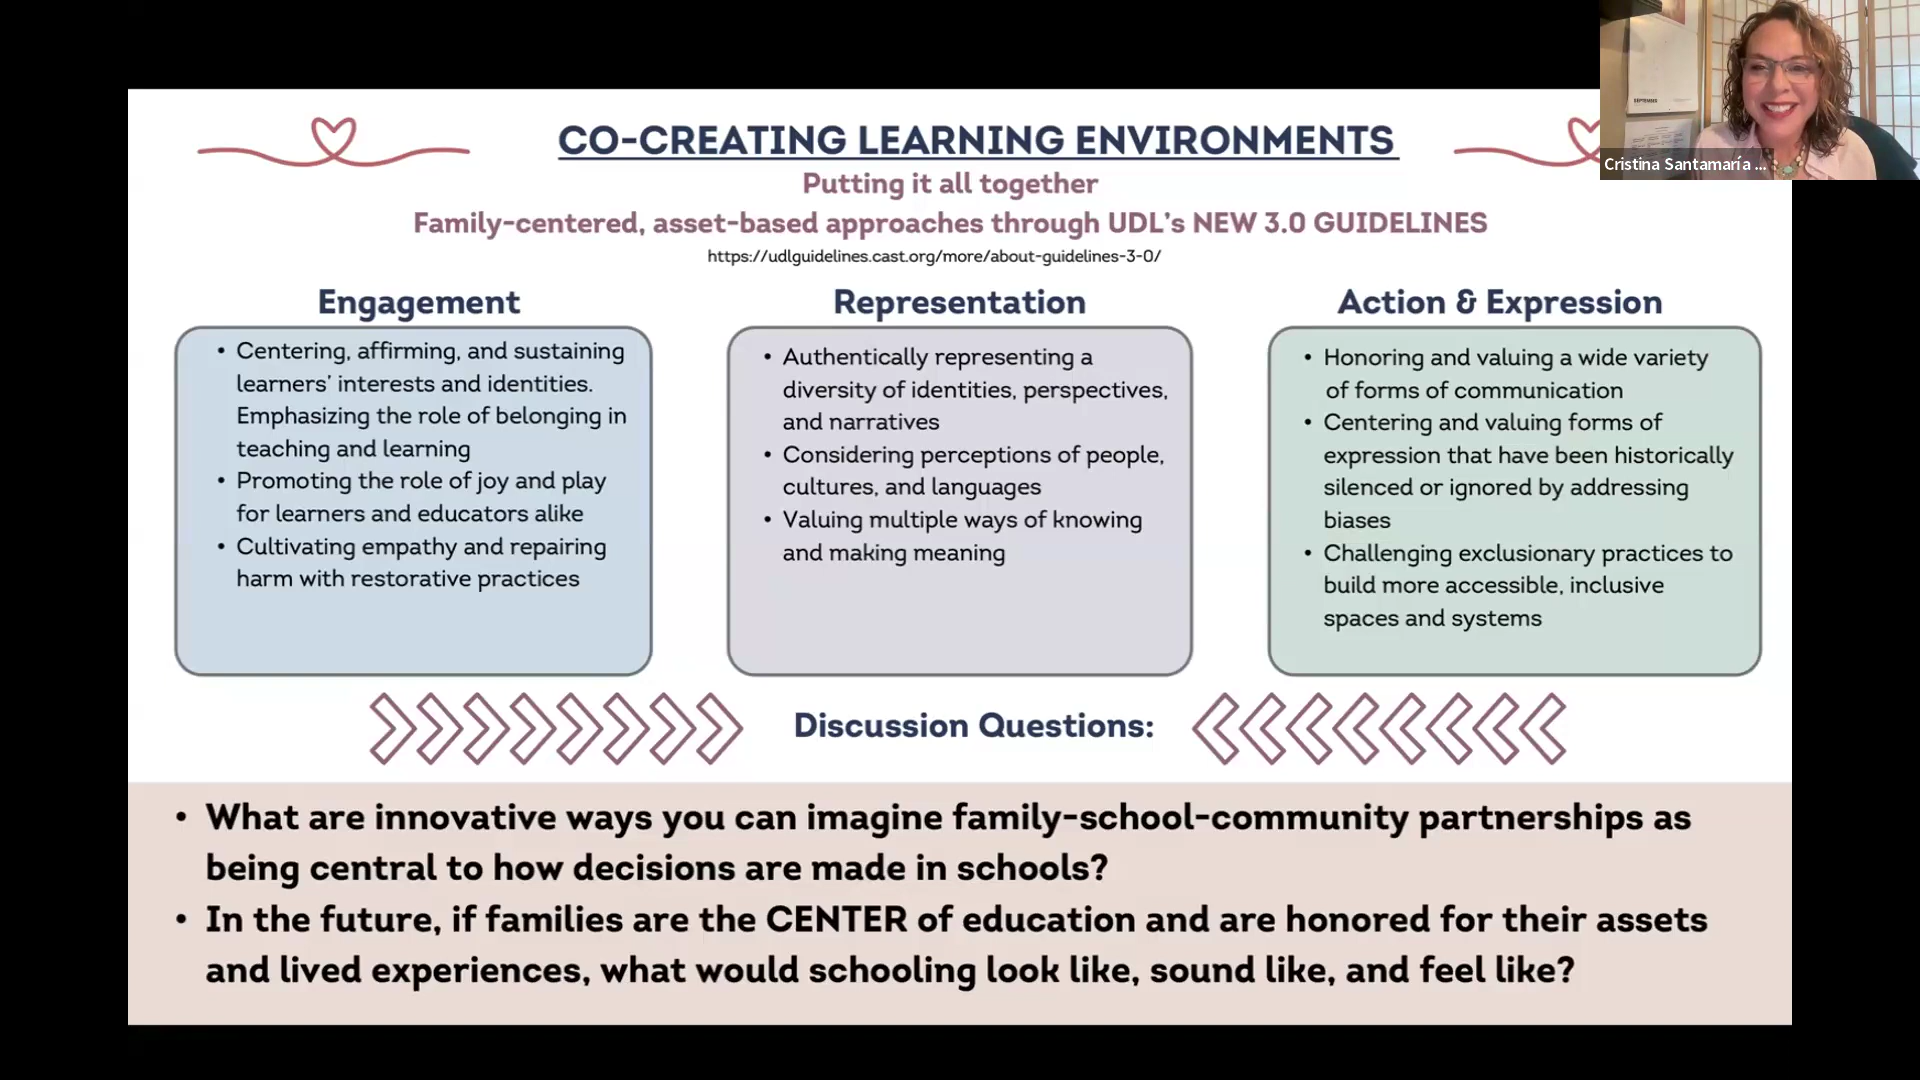 CO-CREATING LEARNING ENVIRONMENTS
Putting it all together
Family-centered, asset-based approaches through UDL's NEW 3.0 GUIDELINES
https://udlguidelines.cast.org/more/about-guidelines-3-0/
SEPTEMBER
Cristina Santamaría ...
Engagement
• Centering, affirming, and sustaining
learners' interests and identities.
Emphasizing the role of belonging in
teaching and learning
• Promoting the role of joy and play
for learners and educators alike
• Cultivating empathy and repairing
harm with restorative practices
Representation
• Authentically representing a
diversity of identities, perspectives,
and narratives
• Considering perceptions of people,
cultures, and languages
• Valuing multiple ways of knowing
and making meaning
Action & Expression
• Honoring and valuing a wide variety
of forms of communication
• Centering and valuing forms of
expression that have been historically
silenced or ignored by addressing
biases
• Challenging exclusionary practices to
build more accessible, inclusive
spaces and systems
Discussion Questions:
• What are innovative ways you can imagine family-school-community partnerships as
being central to how decisions are made in schools?
• In the future, if families are the CENTER of education and are honored for their assets
and lived experiences, what would schooling look like, sound like, and feel like?